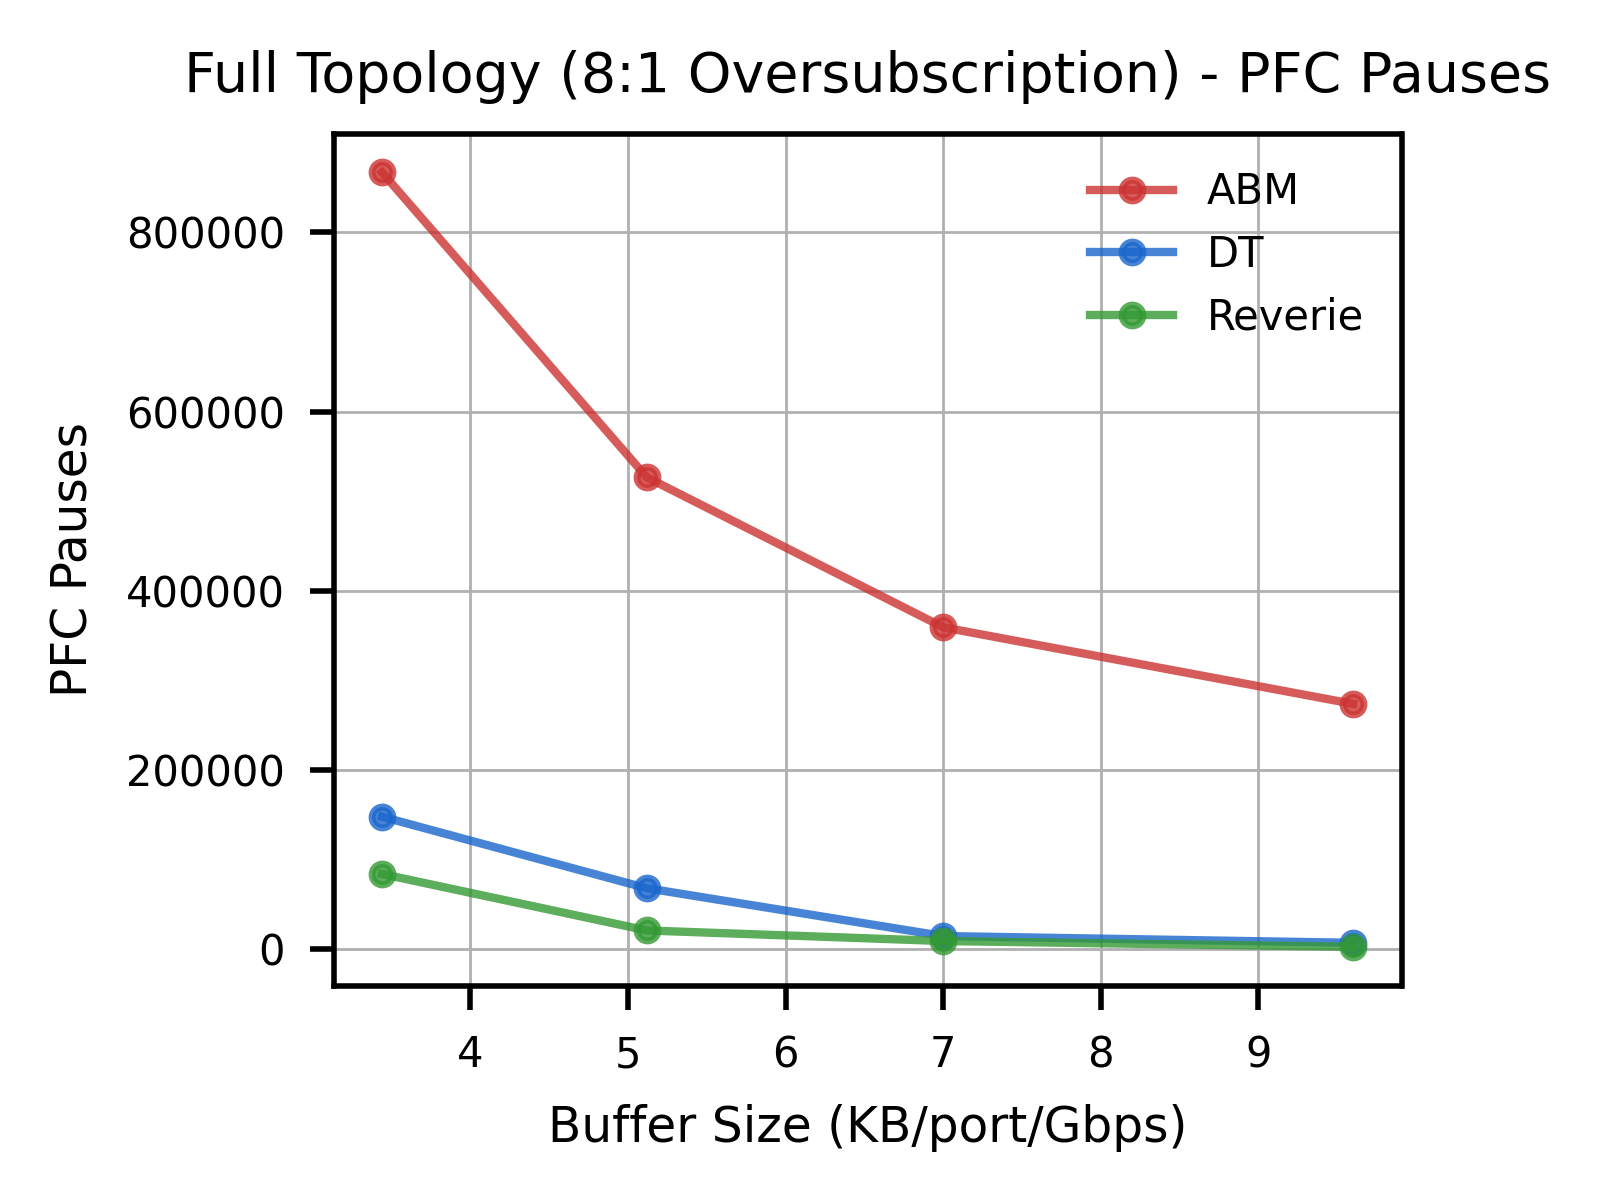 Full Topology (8:1 Oversubscription) - PFC Pauses
ABM
DT
Reverie
PFC Pauses
800000
600000
400000
200000
0
4 5 6 7 8 9
Buffer Size (KB/port/Gbps)